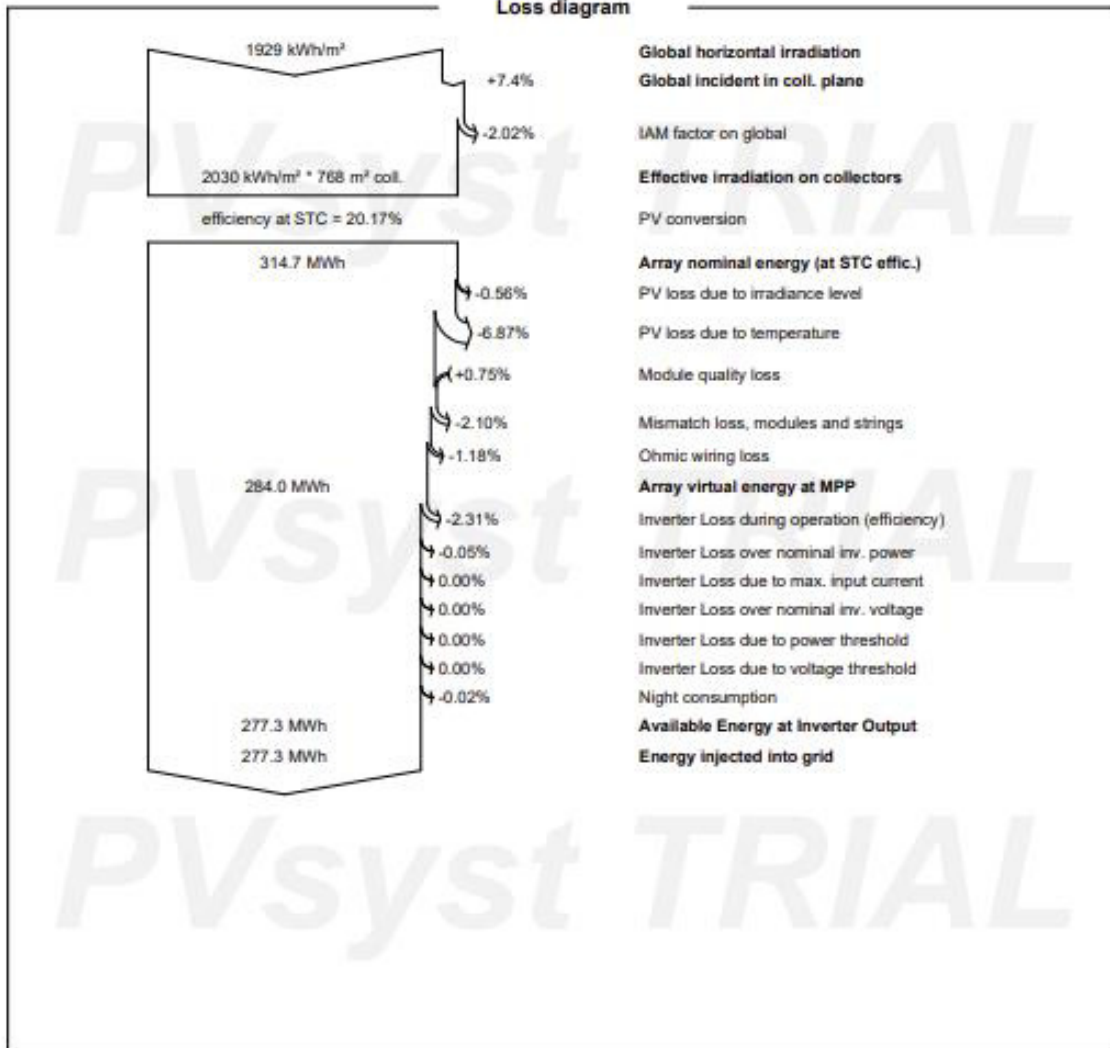 Loss diagram
1929 kWh/m² Global horizontal irradiation
+7.4% Global incident in coll. plane
-2.02% IAM factor on global
2030 kWh/m² * 768 m² coll. Effective irradiation on collectors
efficiency at STC = 20.17% PV conversion
PVsyst TRIAL
314.7 MWh Array nominal energy (at STC effic.)
-0.56% PV loss due to irradiance level
-6.87% PV loss due to temperature
+0.75% Module quality loss
-2.10% Mismatch loss, modules and strings
-1.18% Ohmic wiring loss
284.0 MWh Array virtual energy at MPP
-2.31% Inverter Loss during operation (efficiency)
-0.05% Inverter Loss over nominal inv. power
PVsyst TRIAL
0.00% Inverter Loss due to max. input current
0.00% Inverter Loss over nominal inv. voltage
0.00% Inverter Loss due to power threshold
0.00% Inverter Loss due to voltage threshold
-0.02% Night consumption
277.3 MWh Available Energy at Inverter Output
277.3 MWh Energy injected into grid
PVsyst TRIAL